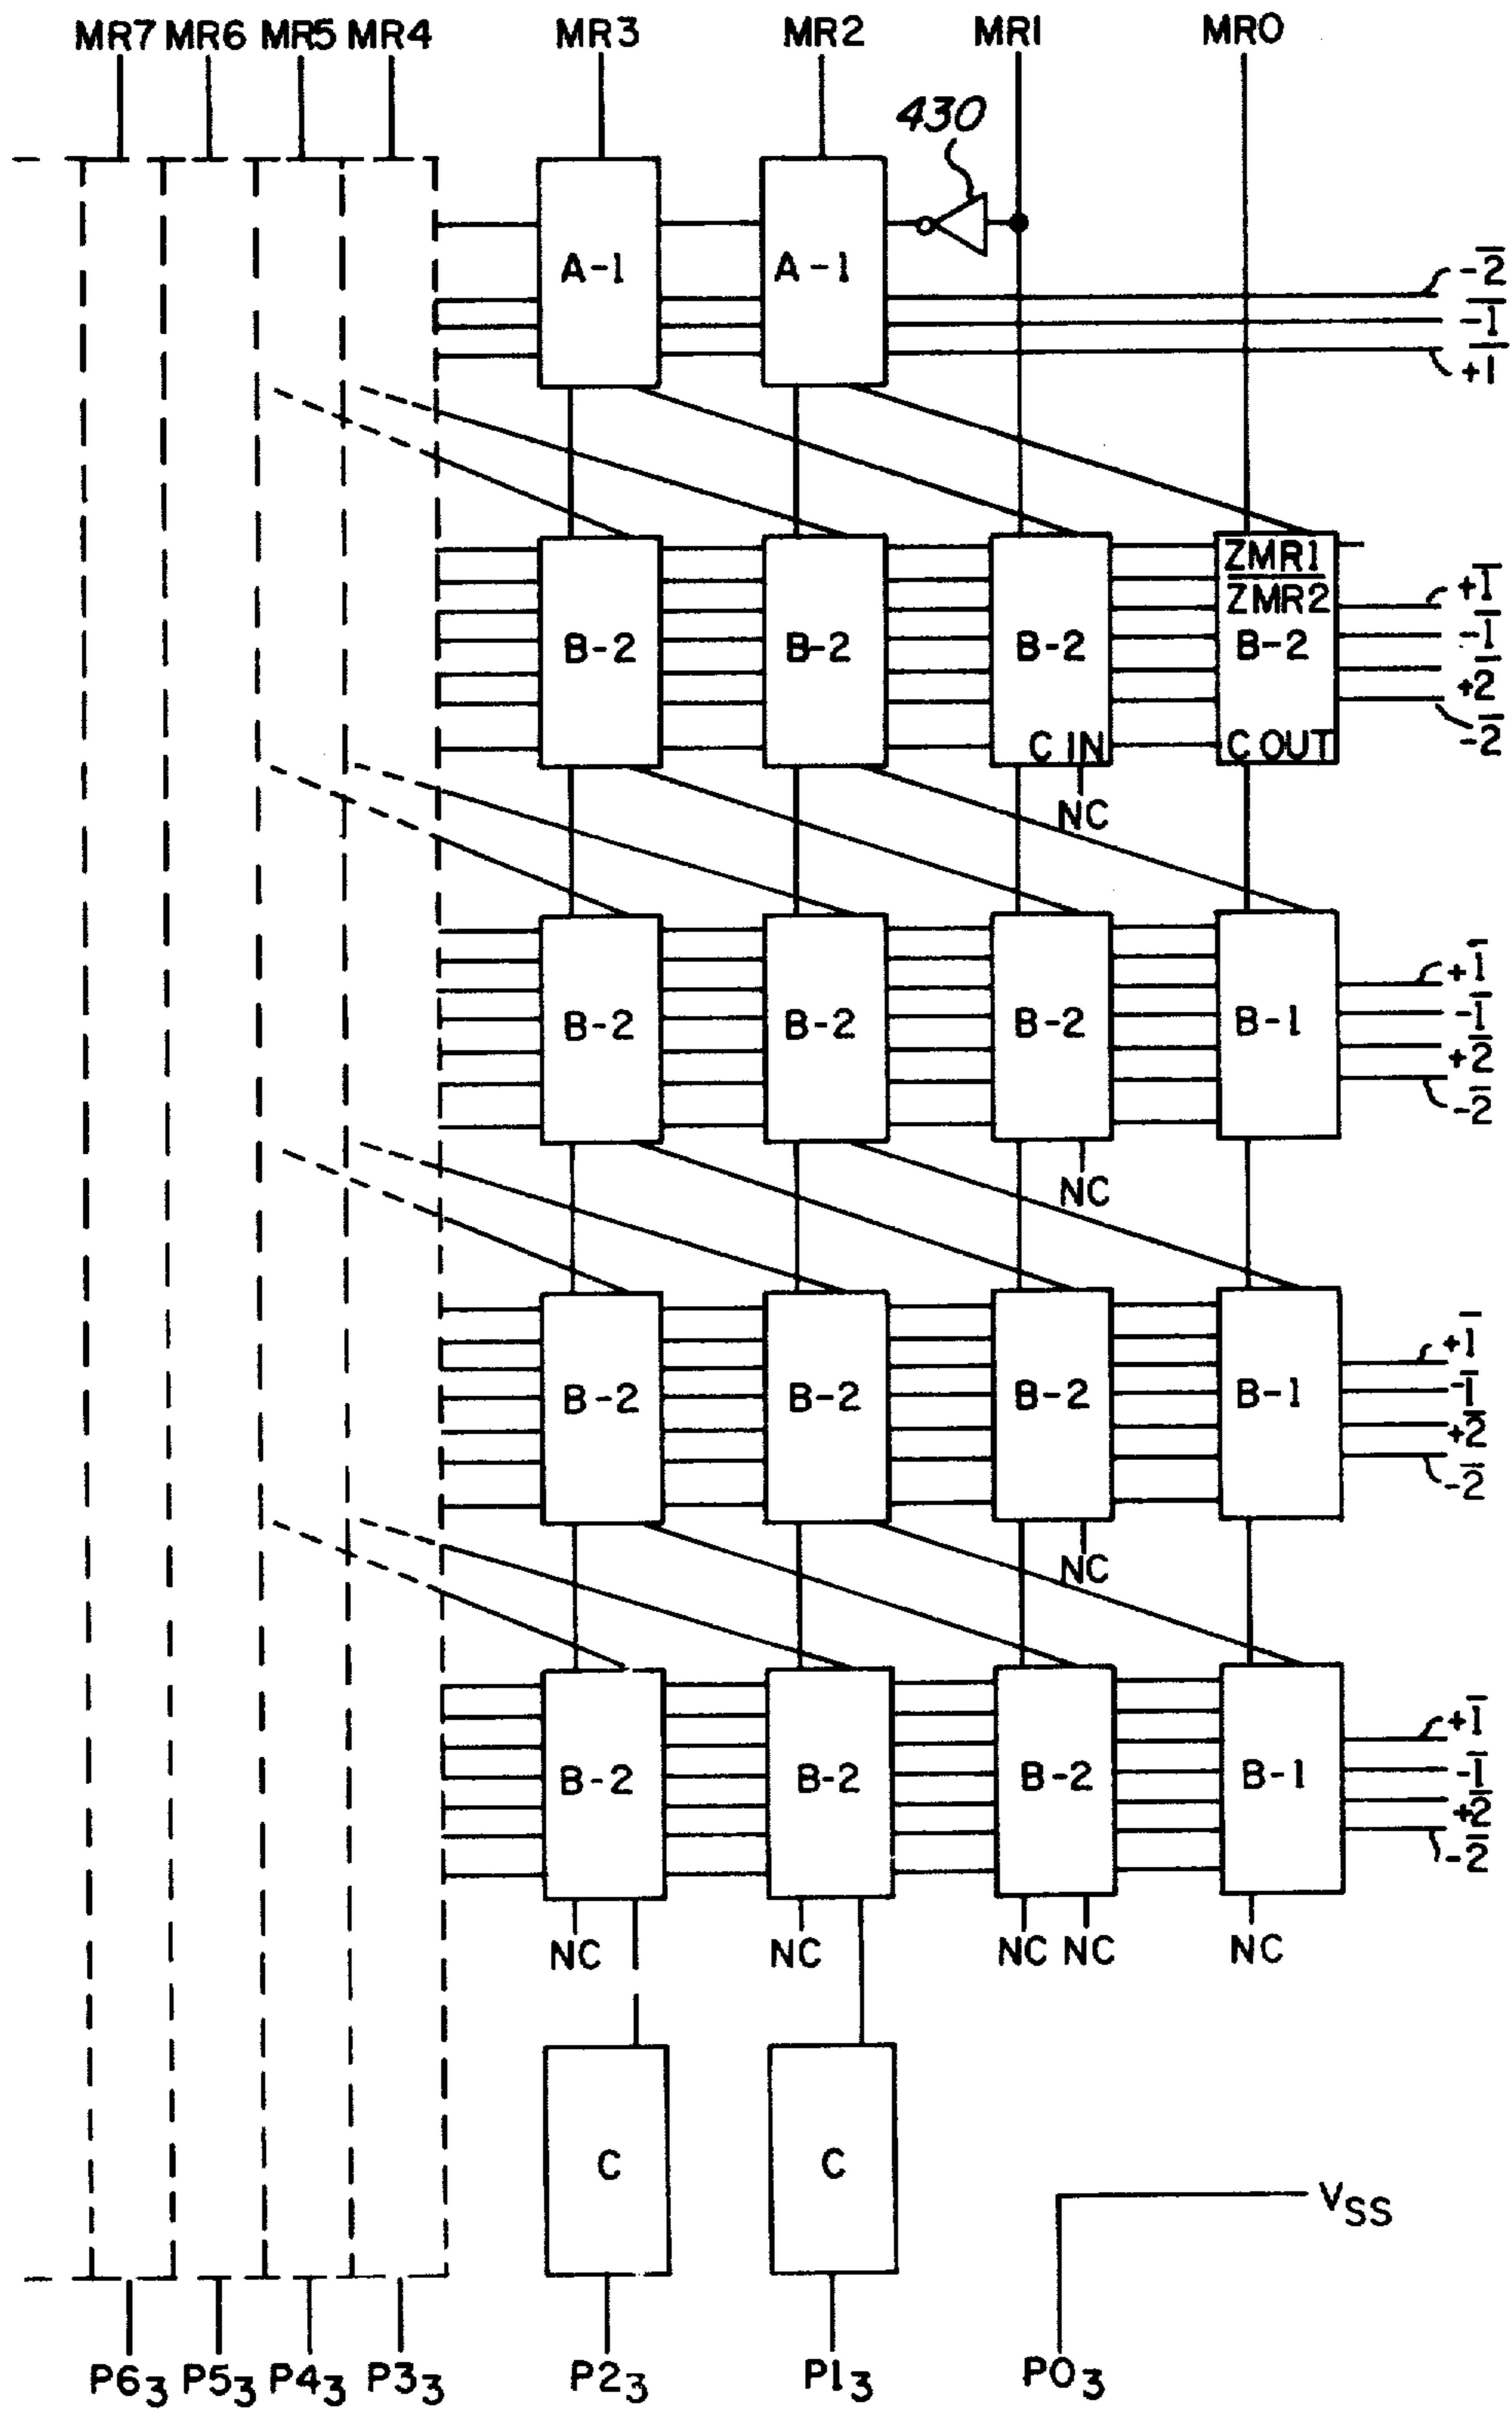 MR7 MR6 MR5 MR4 MR3 MR2 MR1 MR0
430
A-1 A-1
-2̅
-1̅
+1̅
ZMR1
Z̅M̅R̅2̅
B-2 B-2 B-2 B-2
+1̅
-1̅
+2̅
-2̅
C IN C OUT
NC
B-2 B-2 B-2 B-1
+1̅
-1̅
+2̅
-2̅
NC
B-2 B-2 B-2 B-1
+1̅
-1̅
+2̅
-2̅
NC
B-2 B-2 B-2 B-1
+1̅
-1̅
+2̅
-2̅
NC NC NC NC NC
C C
VSS
P6₃ P5₃ P4₃ P3₃ P2₃ P1₃ P0₃